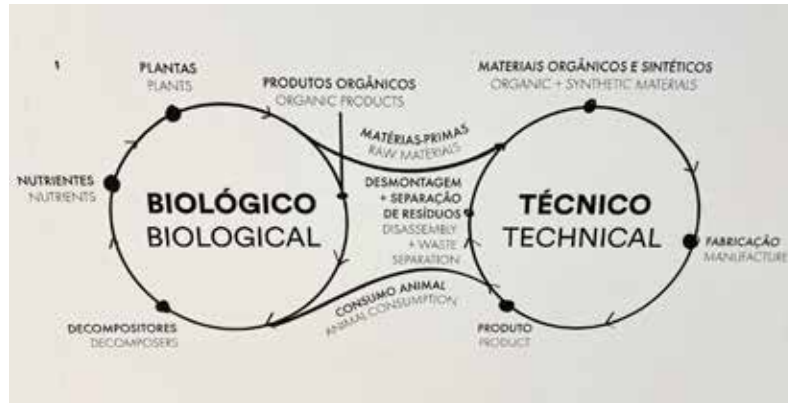 1
PLANTAS
PLANTS
PRODUTOS ORGÂNICOS
ORGANIC PRODUCTS
MATERIAIS ORGÂNICOS E SINTÉTICOS
ORGANIC + SYNTHETIC MATERIALS
MATÉRIAS-PRIMAS
RAW MATERIALS
NUTRIENTES
NUTRIENTS
BIOLÓGICO
BIOLOGICAL
DESMONTAGEM
+ SEPARAÇÃO
DE RESÍDUOS
DISASSEMBLY
+ WASTE
SEPARATION
TÉCNICO
TECHNICAL
FABRICAÇÃO
MANUFACTURE
CONSUMO ANIMAL
ANIMAL CONSUMPTION
DECOMPOSITORES
DECOMPOSERS
PRODUTO
PRODUCT